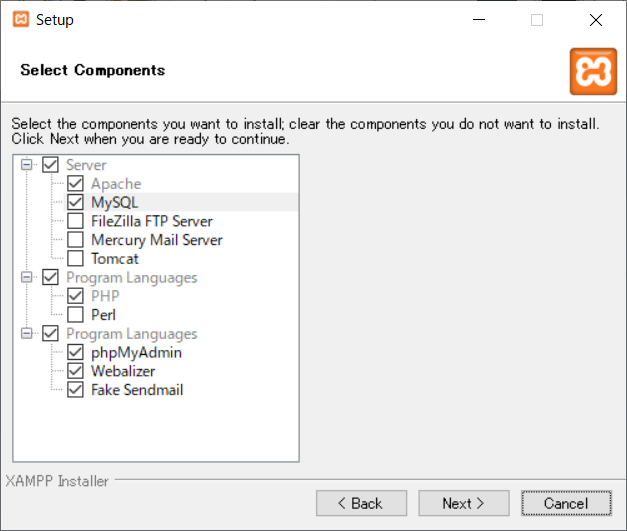 Setup
Select Components
Select the components you want to install; clear the components you do not want to install.
Click Next when you are ready to continue.
Server
Apache
MySQL
FileZilla FTP Server
Mercury Mail Server
Tomcat
Program Languages
PHP
Perl
Program Languages
phpMyAdmin
Webalizer
Fake Sendmail
XAMPP Installer
< Back
Next >
Cancel